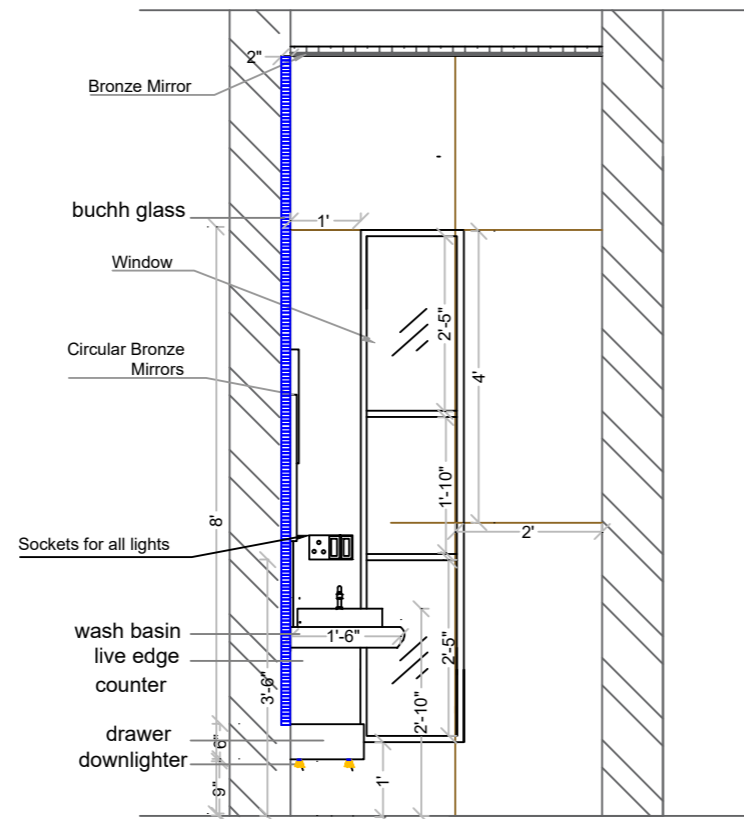 2"
Bronze Mirror
buchh glass
1'
Window
2'-5"
Circular Bronze
Mirrors
4'
1'-10"
8'
2'
Sockets for all lights
wash basin
1'-6"
live edge
2'-5"
counter
3'-6"
2'-10"
drawer
6"
downlighter
9"
1'